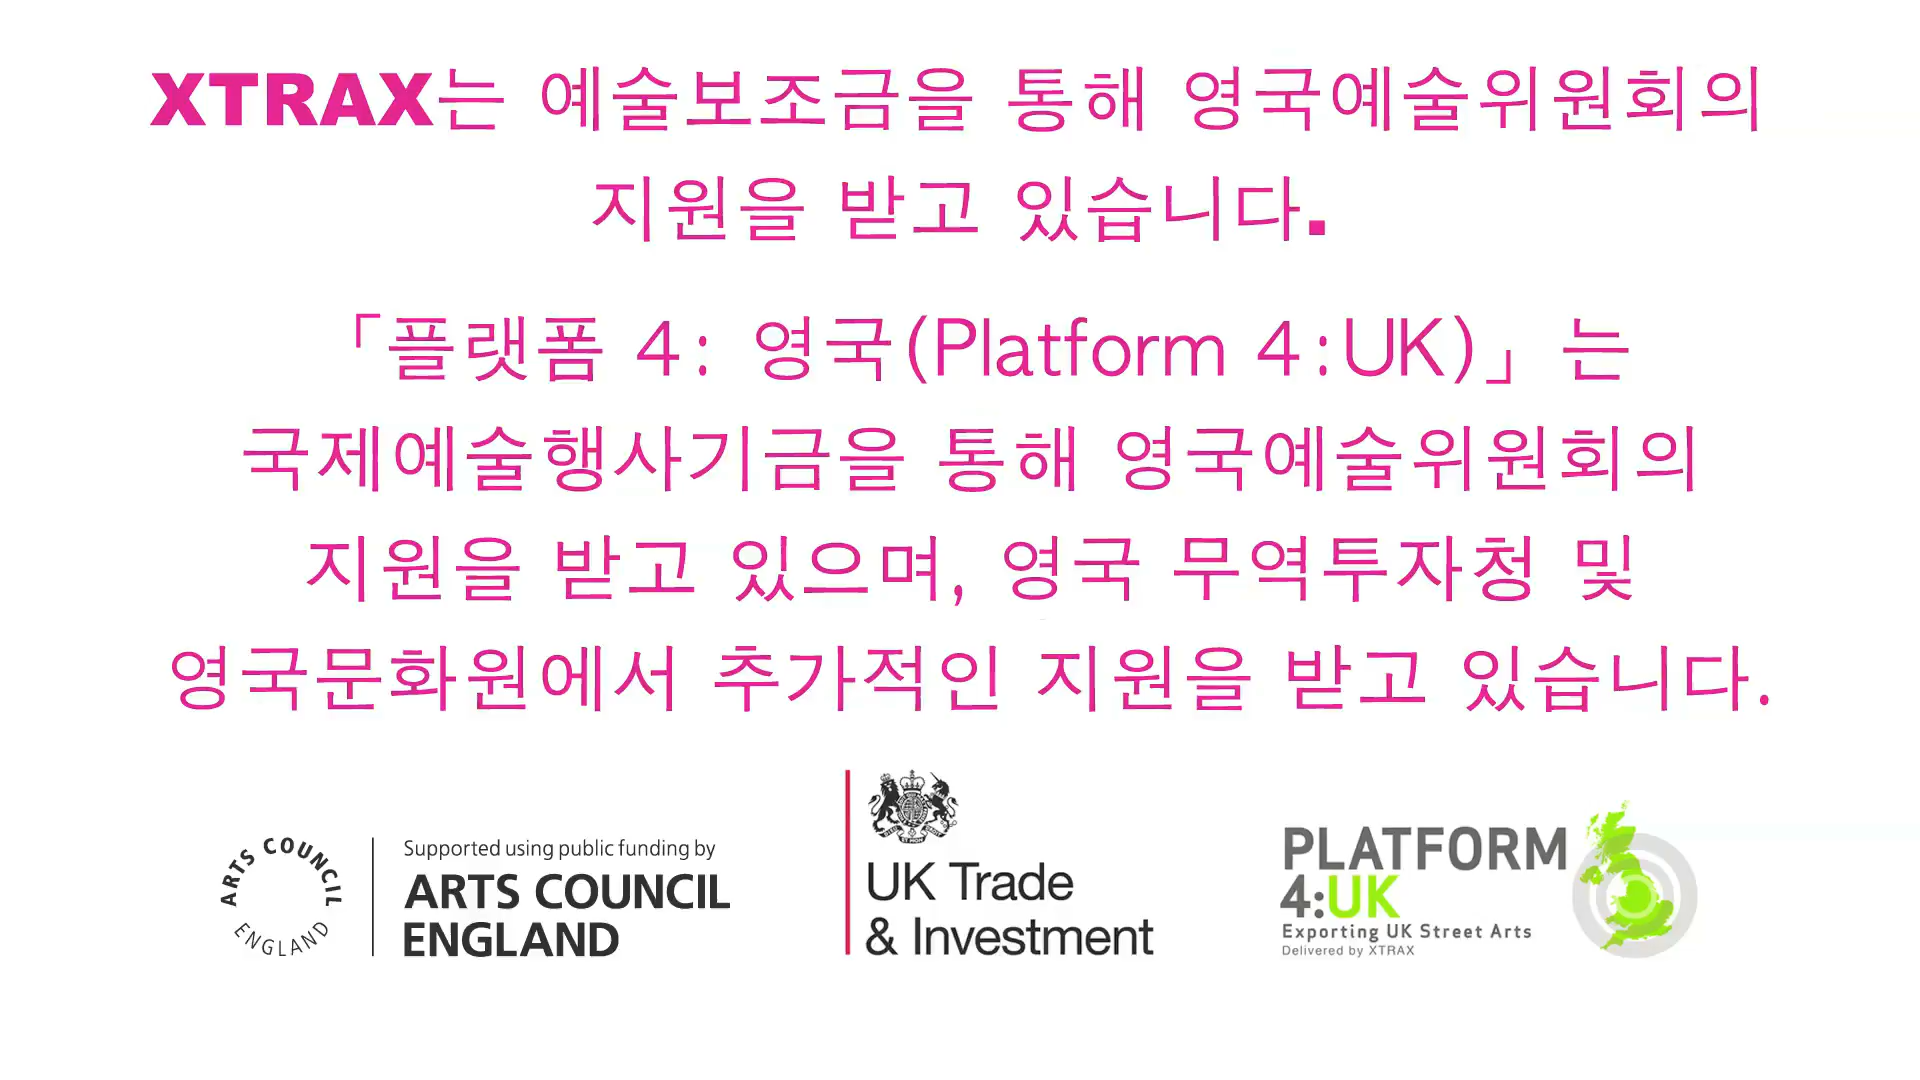 XTRAX는 예술보조금을 통해 영국예술위원회의
지원을 받고 있습니다.
「플랫폼 4: 영국(Platform 4:UK)」는
국제예술행사기금을 통해 영국예술위원회의
지원을 받고 있으며, 영국 무역투자청 및
영국문화원에서 추가적인 지원을 받고 있습니다.
ARTS COUNCIL
ENGLAND
Supported using public funding by
ARTS COUNCIL
ENGLAND
UK Trade
& Investment
PLATFORM
4:UK
Exporting UK Street Arts
Delivered by XTRAX